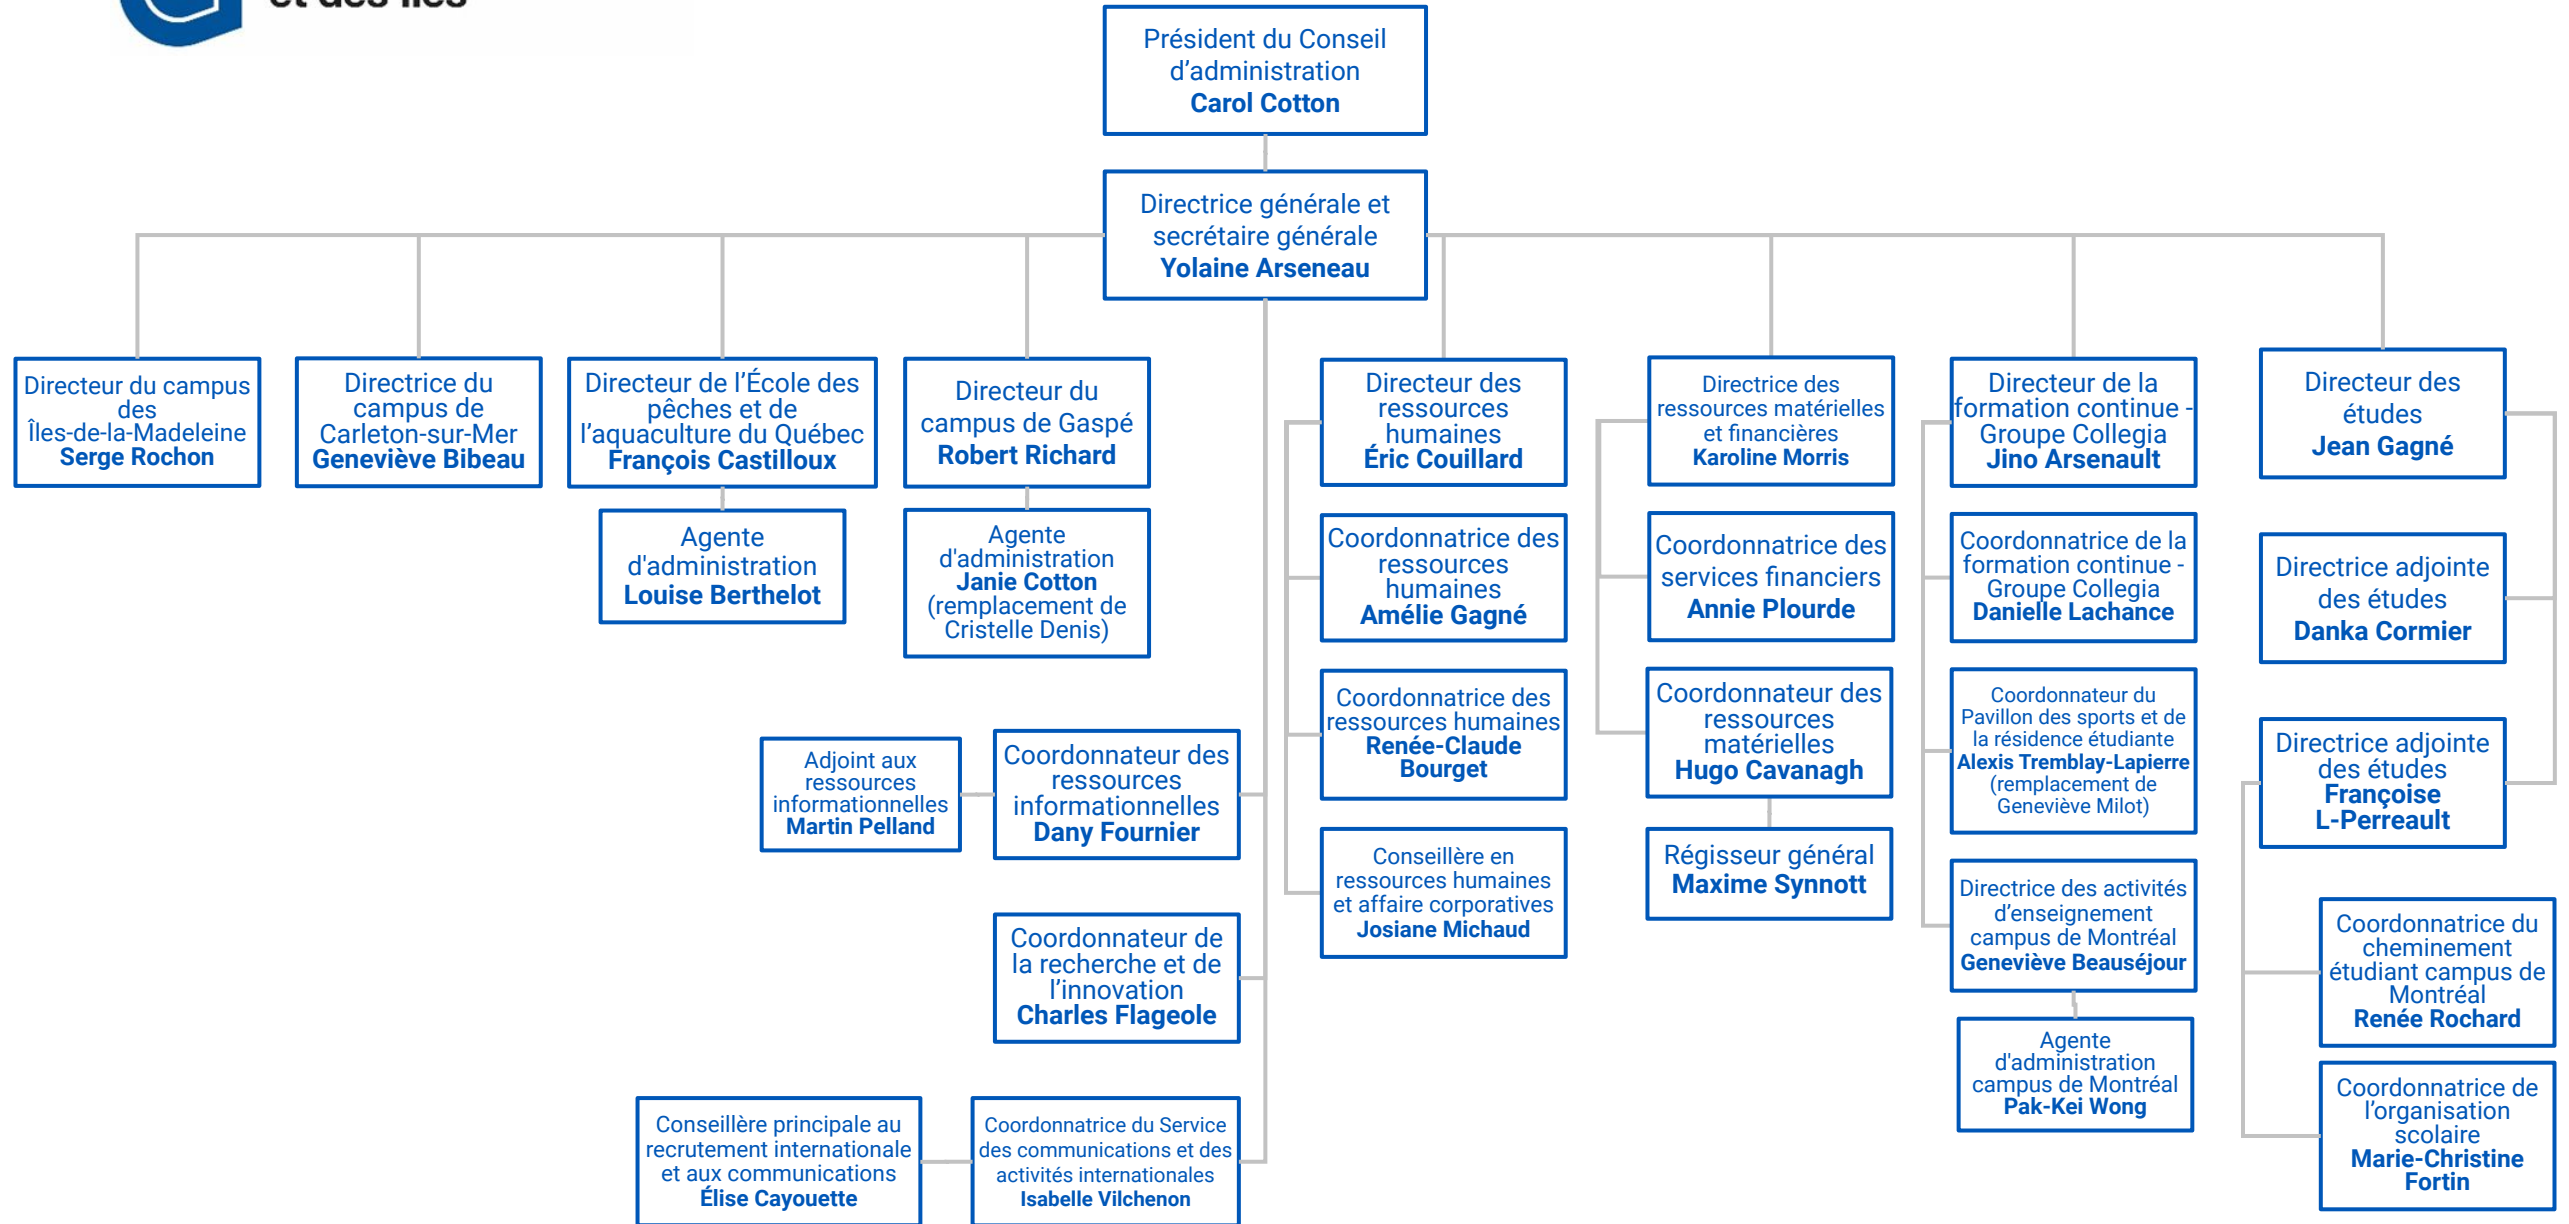 et des Îles
Président du Conseil
d’administration
Carol Cotton
Directrice générale et
secrétaire générale
Yolaine Arseneau
Directeur du campus
des
Îles-de-la-Madeleine
Serge Rochon
Directrice du
campus de
Carleton-sur-Mer
Geneviève Bibeau
Directeur de l’École des
pêches et de
l’aquaculture du Québec
François Castilloux
Directeur du
campus de Gaspé
Robert Richard
Directeur des
ressources
humaines
Éric Couillard
Directrice des
ressources matérielles
et financières
Karoline Morris
Directeur de la
formation continue -
Groupe Collegia
Jino Arsenault
Directeur des
études
Jean Gagné
Agente
d'administration
Louise Berthelot
Agente
d'administration
Janie Cotton
(remplacement de
Cristelle Denis)
Coordonnatrice des
ressources
humaines
Amélie Gagné
Coordonnatrice des
services financiers
Annie Plourde
Coordonnatrice de la
formation continue -
Groupe Collegia
Danielle Lachance
Directrice adjointe
des études
Danka Cormier
Adjoint aux
ressources
informationnelles
Martin Pelland
Coordonnateur des
ressources
informationnelles
Dany Fournier
Coordonnatrice des
ressources humaines
Renée-Claude
Bourget
Coordonnateur des
ressources
matérielles
Hugo Cavanagh
Coordonnateur du
Pavillon des sports et de
la résidence étudiante
Alexis Tremblay-Lapierre
(remplacement de
Geneviève Milot)
Directrice adjointe
des études
Françoise
L-Perreault
Conseillère en
ressources humaines
et affaire corporatives
Josiane Michaud
Régisseur général
Maxime Synnott
Directrice des activités
d’enseignement
campus de Montréal
Geneviève Beauséjour
Coordonnateur de
la recherche et de
l’innovation
Charles Flageole
Coordonnatrice du
cheminement
étudiant campus de
Montréal
Renée Rochard
Agente
d'administration
campus de Montréal
Pak-Kei Wong
Conseillère principale au
recrutement internationale
et aux communications
Élise Cayouette
Coordonnatrice du Service
des communications et des
activités internationales
Isabelle Vilchenon
Coordonnatrice de
l’organisation
scolaire
Marie-Christine
Fortin